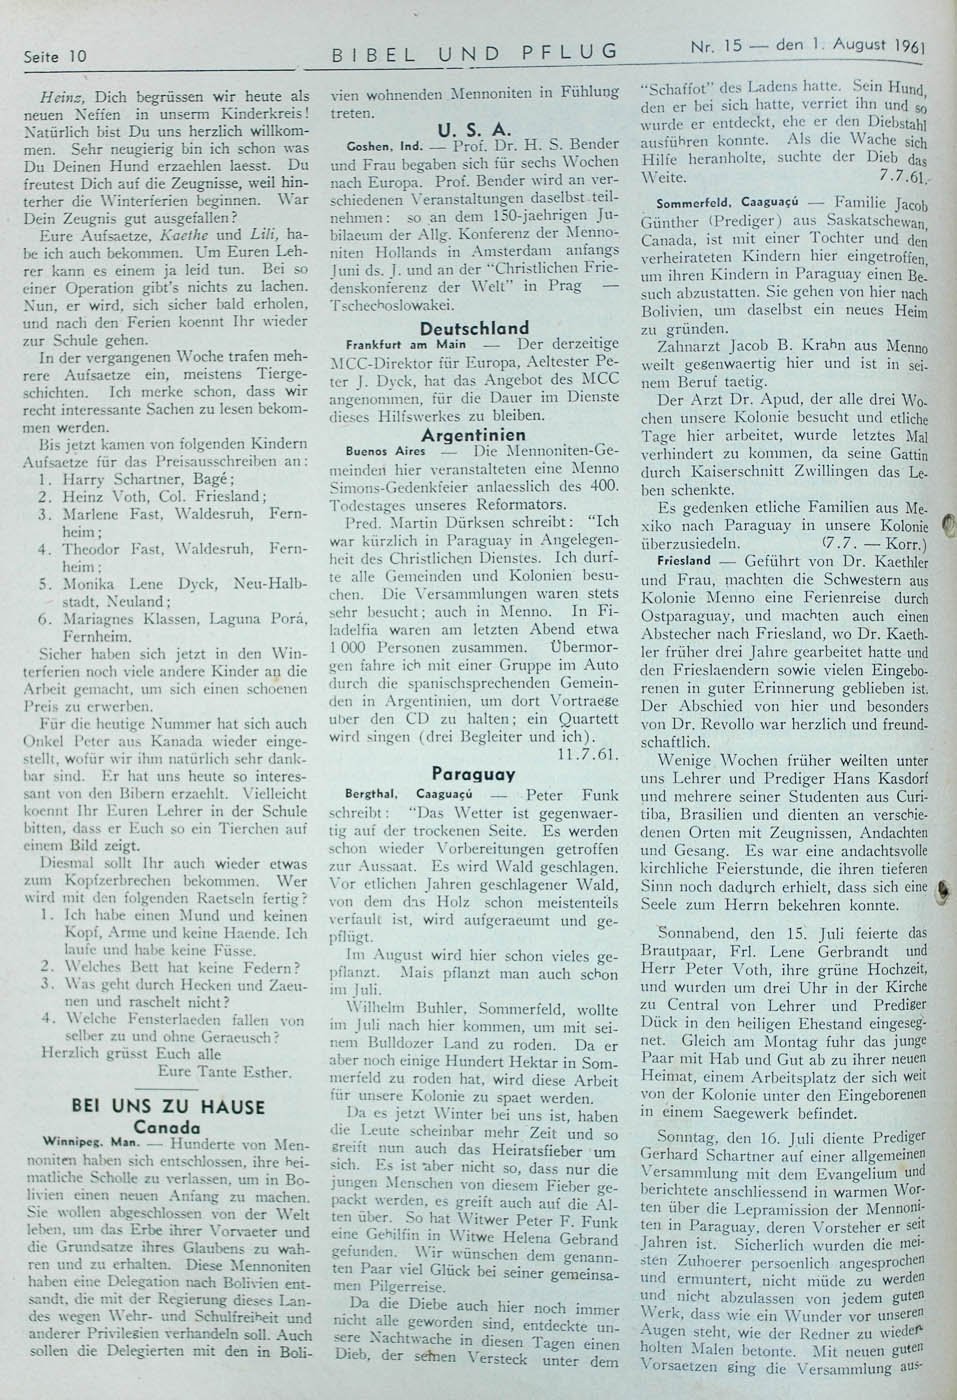 Seite 10
BIBEL UND PFLUG
Nr. 15 — den 1. August 1961
Heinz, Dich begrüssen wir heute als
neuen Neffen in unserm Kinderkreis!
Natürlich bist Du uns herzlich willkom-
men. Sehr neugierig bin ich schon was
Du Deinen Hund erzaehlen laesst. Du
freutest Dich auf die Zeugnisse, weil hin-
terher die Winterferien beginnen. War
Dein Zeugnis gut ausgefallen?
Eure Aufsaetze, Kaethe und Lili, ha-
be ich auch bekommen. Um Euren Leh-
rer kann es einem ja leid tun. Bei so
einer Operation gibt's nichts zu lachen.
Nun, er wird, sich sicher bald erholen,
und nach den Ferien koennt Ihr wieder
zur Schule gehen.
In der vergangenen Woche trafen meh-
rere Aufsaetze ein, meistens Tierge-
schichten. Ich merke schon, dass wir
recht interessante Sachen zu lesen bekom-
men werden.
Bis jetzt kamen von folgenden Kindern
Aufsaetze für das Preisausschreiben an:
1. Harry Schartner, Bagé;
2. Heinz Voth, Col. Friesland;
3. Marlene Fast, Waldesruh, Fern-
heim;
4. Theodor Fast, Waldesruh, Fern-
heim;
5. Monika Lene Dyck, Neu-Halb-
stadt, Neuland;
6. Mariagnes Klassen, Laguna Porá,
Fernheim.
Sicher haben sich jetzt in den Win-
terferien noch viele andere Kinder an die
Arbeit gemacht, um sich einen schoenen
Preis zu erwerben.
Für die heutige Nummer hat sich auch
Onkel Peter aus Kanada wieder einge-
stellt, wofür wir ihm natürlich sehr dank-
bar sind. Er hat uns heute so interes-
sant von den Bibern erzaehlt. Vielleicht
koennt Ihr Euren Lehrer in der Schule
bitten, dass er Euch so ein Tierchen auf
einem Bild zeigt.
Diesmal sollt Ihr auch wieder etwas
zum Kopfzerbrechen bekommen. Wer
wird mit den folgenden Raetseln fertig?
1. Ich habe einen Mund und keinen
Kopf, Arme und keine Haende. Ich
laufe und habe keine Füsse.
2. Welches Bett hat keine Federn?
3. Was geht durch Hecken und Zaeu-
nen und raschelt nicht?
4. Welche Fensterlaeden fallen von
selber zu und ohne Geraeusch?
Herzlich grüsst Euch alle
Eure Tante Esther.
BEI UNS ZU HAUSE
Canada
Winnipeg, Man. — Hunderte von Men-
noniten haben sich entschlossen, ihre hei-
matliche Scholle zu verlassen, um in Bo-
livien einen neuen Anfang zu machen.
Sie wollen abgeschlossen von der Welt
leben, um das Erbe ihrer Vorvaeter und
die Grundsatze ihres Glaubens zu wah-
ren und zu erhalten. Diese Mennoniten
haben eine Delegation nach Bolivien ent-
sandt, die mit der Regierung dieses Lan-
des wegen Wehr- und Schulfreiheit und
anderer Privilegien verhandeln soll. Auch
sollen die Delegierten mit den in Boli-
vien wohnenden Mennoniten in Fühlung
treten.
U. S. A.
Goshen, Ind. — Prof. Dr. H. S. Bender
und Frau begaben sich für sechs Wochen
nach Europa. Prof. Bender wird an ver-
schiedenen Veranstaltungen daselbst teil-
nehmen: so an dem 150-jaehrigen Ju-
bilaeum der Allg. Konferenz der Menno-
niten Hollands in Amsterdam anfangs
Juni ds. J. und an der "Christlichen Frie-
denskonferenz der Welt" in Prag —
Tschechoslowakei.
Deutschland
Frankfurt am Main — Der derzeitige
MCC-Direktor für Europa, Aeltester Pe-
ter J. Dyck, hat das Angebot des MCC
angenommen, für die Dauer im Dienste
dieses Hilfswerkes zu bleiben.
Argentinien
Buenos Aires — Die Mennoniten-Ge-
meinden hier veranstalteten eine Menno
Simons-Gedenkfeier anlaesslich des 400.
Todestages unseres Reformators.
Pred. Martin Dürksen schreibt: "Ich
war kürzlich in Paraguay in Angelegen-
heit des Christlichen Dienstes. Ich durf-
te alle Gemeinden und Kolonien besu-
chen. Die Versammlungen waren stets
sehr besucht; auch in Menno. In Fi-
ladelfia waren am letzten Abend etwa
1 000 Personen zusammen. Übermor-
gen fahre ich mit einer Gruppe im Auto
durch die spanischsprechenden Gemein-
den in Argentinien, um dort Vortraege
uber den CD zu halten; ein Quartett
wird singen (drei Begleiter und ich).
11.7.61.
Paraguay
Bergthal, Caaguaçú — Peter Funk
schreibt: "Das Wetter ist gegenwaer-
tig auf der trockenen Seite. Es werden
schon wieder Vorbereitungen getroffen
zur Aussaat. Es wird Wald geschlagen.
Vor etlichen Jahren geschlagener Wald,
von dem das Holz schon meistenteils
verfault ist, wird aufgeraeumt und ge-
pflügt.
Im August wird hier schon vieles ge-
pflanzt. Mais pflanzt man auch schon
im Juli.
Wilhelm Buhler, Sommerfeld, wollte
im Juli nach hier kommen, um mit sei-
nem Bulldozer Land zu roden. Da er
aber noch einige Hundert Hektar in Som-
merfeld zu roden hat, wird diese Arbeit
für unsere Kolonie zu spaet werden.
Da es jetzt Winter bei uns ist, haben
die Leute scheinbar mehr Zeit und so
greift nun auch das Heiratsfieber um
sich. Es ist aber nicht so, dass nur die
jungen Menschen von diesem Fieber ge-
packt werden, es greift auch auf die Al-
ten über. So hat Witwer Peter F. Funk
eine Gehilfin in Witwe Helena Gebrand
gefunden. Wir wünschen dem genann-
ten Paar viel Glück bei seiner gemeinsa-
men Pilgerreise.
Da die Diebe auch hier noch immer
nicht alle geworden sind, entdeckte un-
sere Nachtwache in diesen Tagen einen
Dieb, der seinen Versteck unter dem
"Schaffot" des Ladens hatte. Sein Hund,
den er bei sich hatte, verriet ihn und so
wurde er entdeckt, ehe er den Diebstahl
ausführen konnte. Als die Wache sich
Hilfe heranholte, suchte der Dieb das
Weite. 7.7.61.
Sommerfeld, Caaguaçú — Familie Jacob
Günther (Prediger) aus Saskatschewan,
Canada, ist mit einer Tochter und den
verheirateten Kindern hier eingetroffen,
um ihren Kindern in Paraguay einen Be-
such abzustatten. Sie gehen von hier nach
Bolivien, um daselbst ein neues Heim
zu gründen.
Zahnarzt Jacob B. Krahn aus Menno
weilt gegenwaertig hier und ist in sei-
nem Beruf taetig.
Der Arzt Dr. Apud, der alle drei Wo-
chen unsere Kolonie besucht und etliche
Tage hier arbeitet, wurde letztes Mal
verhindert zu kommen, da seine Gattin
durch Kaiserschnitt Zwillingen das Le-
ben schenkte.
Es gedenken etliche Familien aus Me-
xiko nach Paraguay in unsere Kolonie
überzusiedeln. (7.7. — Korr.)
Friesland — Geführt von Dr. Kaethler
und Frau, machten die Schwestern aus
Kolonie Menno eine Ferienreise durch
Ostparaguay, und machten auch einen
Abstecher nach Friesland, wo Dr. Kaeth-
ler früher drei Jahre gearbeitet hatte und
den Frieslaendern sowie vielen Eingebo-
renen in guter Erinnerung geblieben ist.
Der Abschied von hier und besonders
von Dr. Revollo war herzlich und freund-
schaftlich.
Wenige Wochen früher weilten unter
uns Lehrer und Prediger Hans Kasdorf
und mehrere seiner Studenten aus Curi-
tiba, Brasilien und dienten an verschie-
denen Orten mit Zeugnissen, Andachten
und Gesang. Es war eine andachtsvolle
kirchliche Feierstunde, die ihren tieferen
Sinn noch dadurch erhielt, dass sich eine
Seele zum Herrn bekehren konnte.
Sonnabend, den 15. Juli feierte das
Brautpaar, Frl. Lene Gerbrandt und
Herr Peter Voth, ihre grüne Hochzeit,
und wurden um drei Uhr in der Kirche
zu Central von Lehrer und Prediger
Dück in den heiligen Ehestand eingeseg-
net. Gleich am Montag fuhr das junge
Paar mit Hab und Gut ab zu ihrer neuen
Heimat, einem Arbeitsplatz der sich weit
von der Kolonie unter den Eingeborenen
in einem Saegewerk befindet.
Sonntag, den 16. Juli diente Prediger
Gerhard Schartner auf einer allgemeinen
Versammlung mit dem Evangelium und
berichtete anschliessend in warmen Wor-
ten über die Lepramission der Mennoni-
ten in Paraguay, deren Vorsteher er seit
Jahren ist. Sicherlich wurden die mei-
sten Zuhoerer persoenlich angesprochen
und ermuntert, nicht müde zu werden
und nicht abzulassen von jedem guten
Werk, dass wie ein Wunder vor unseren
Augen steht, wie der Redner zu wieder-
holten Malen betonte. Mit neuen guten
Vorsaetzen ging die Versammlung aus-